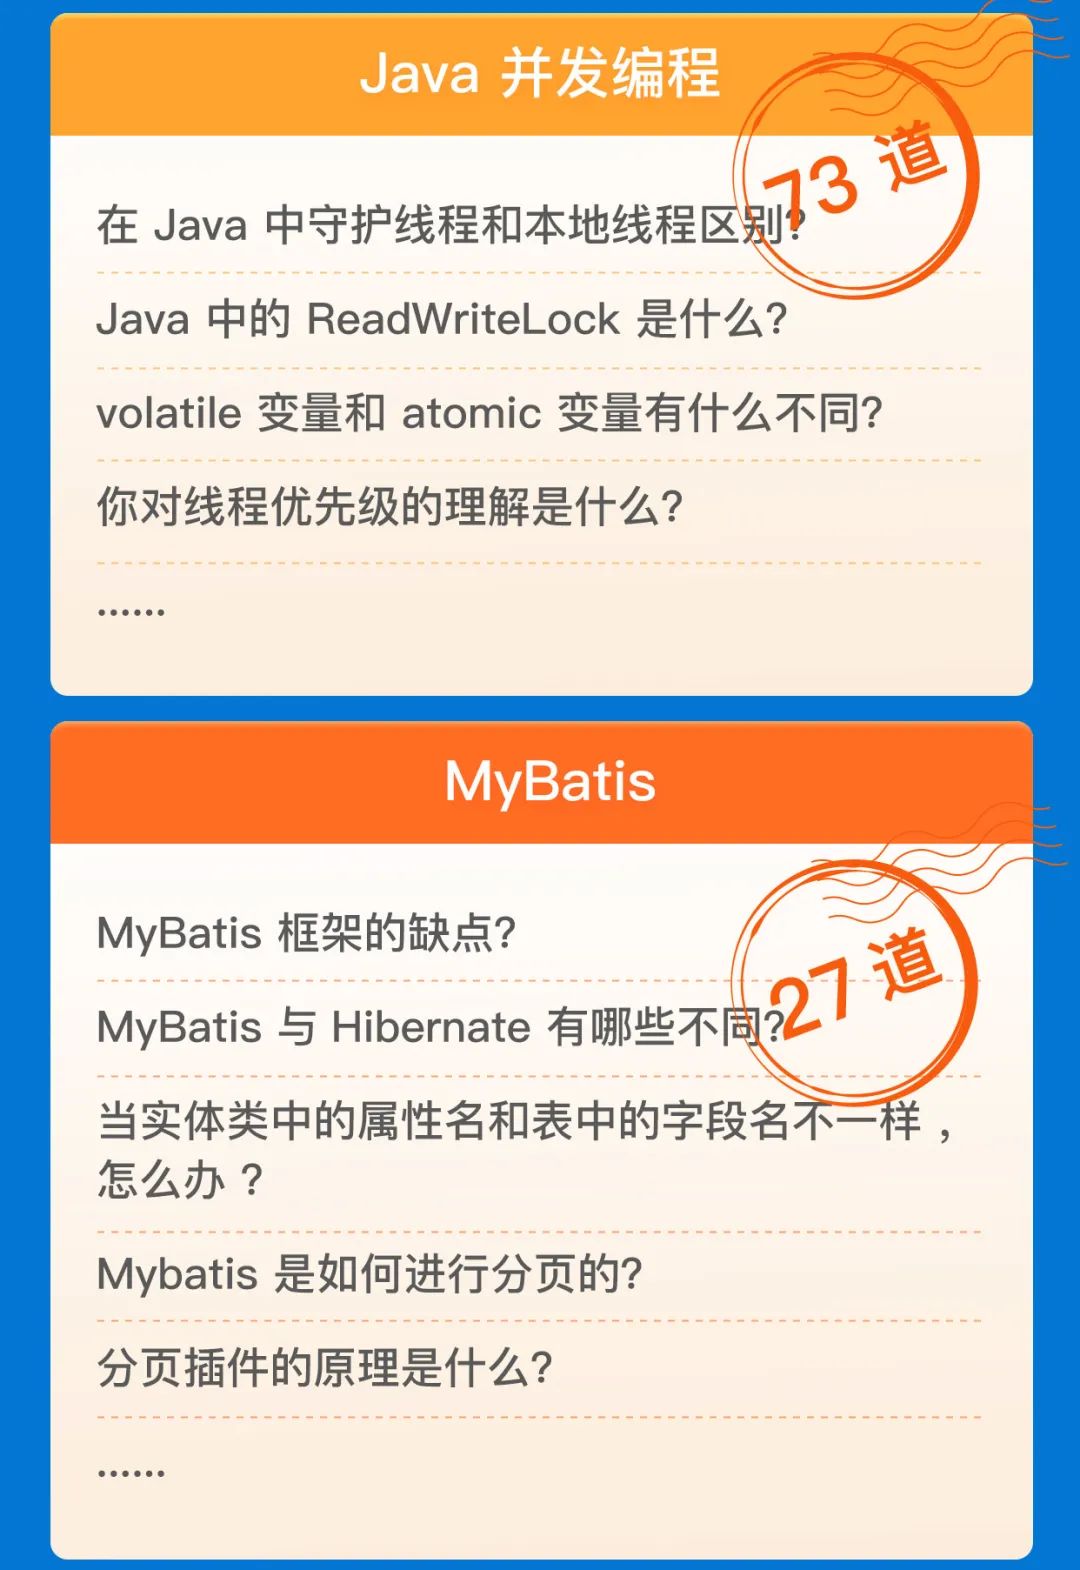 Java 并发编程
73 道
在 Java 中守护线程和本地线程区别?
Java 中的 ReadWriteLock 是什么?
volatile 变量和 atomic 变量有什么不同?
你对线程优先级的理解是什么?
......
MyBatis
27 道
MyBatis 框架的缺点?
MyBatis 与 Hibernate 有哪些不同?
当实体类中的属性名和表中的字段名不一样，
怎么办 ？
Mybatis 是如何进行分页的?
分页插件的原理是什么?
......